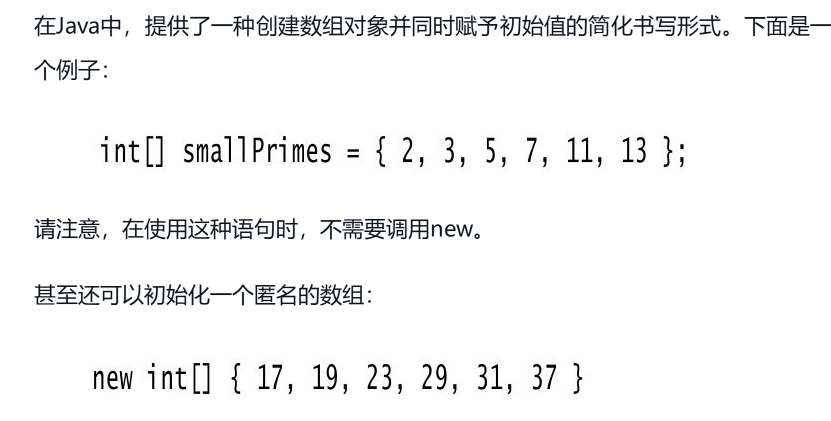 在Java中，提供了一种创建数组对象并同时赋予初始值的简化书写形式。下面是一
个例子：
int[] smallPrimes = { 2, 3, 5, 7, 11, 13 };
请注意，在使用这种语句时，不需要调用new。
甚至还可以初始化一个匿名的数组：
new int[] { 17, 19, 23, 29, 31, 37 }